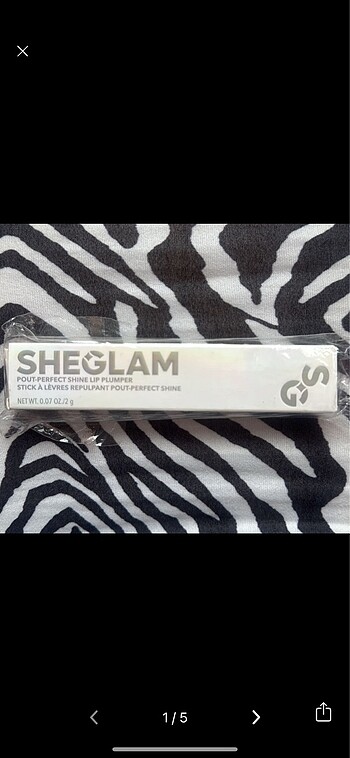 SHEGLAM
POUT-PERFECT SHINE LIP PLUMPER
STICK À LÈVRES REPULPANT POUT-PERFECT SHINE
NET WT. 0.07 OZ./2 g
SG
1/5